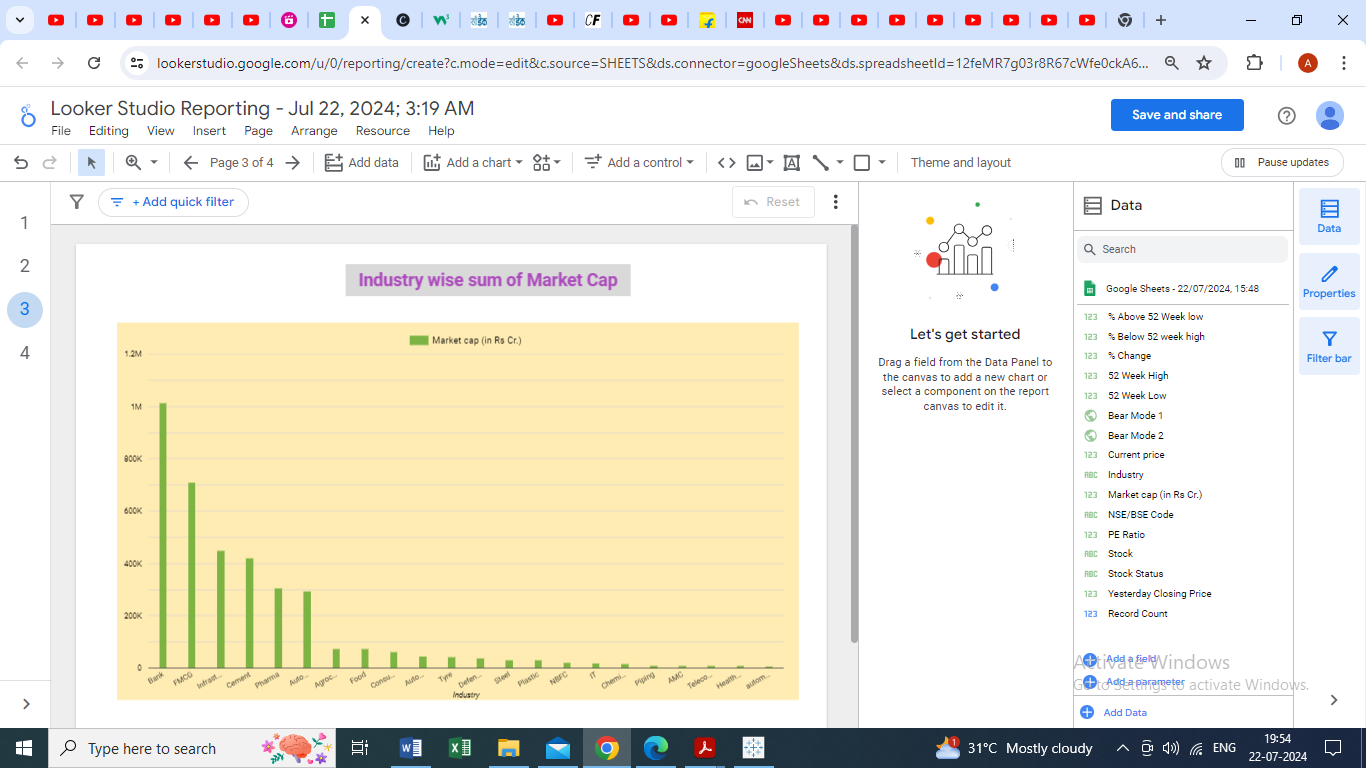 CF
CNN
lookerstudio.google.com/u/0/reporting/create?c.mode=edit&c.source=SHEETS&ds.connector=googleSheets&ds.spreadsheetId=12feMR7g03r8R67cWfe0ckA6...
A
Looker Studio Reporting - Jul 22, 2024; 3:19 AM
File Editing View Insert Page Arrange Resource Help
Save and share
Page 3 of 4
Add data
Add a chart
Add a control
Theme and layout
Pause updates
1
2
3
4
+ Add quick filter
Reset
Industry wise sum of Market Cap
Market cap (in Rs Cr.)
1.2M
1M
800K
600K
400K
200K
0
Bank FMCG Infrast... Cement Pharma Auto... Agroc... Food Consu... Auto... Tyre Defen... Steel Plastic NBFC IT Chemi... Piping AMC Teleco... Health... autom...
Industry
Let's get started
Drag a field from the Data Panel to
the canvas to add a new chart or
select a component on the report
canvas to edit it.
Data
Search
Google Sheets - 22/07/2024, 15:48
123 % Above 52 Week low
123 % Below 52 week high
123 % Change
123 52 Week High
123 52 Week Low
Bear Mode 1
Bear Mode 2
123 Current price
ABC Industry
123 Market cap (in Rs Cr.)
ABC NSE/BSE Code
123 PE Ratio
ABC Stock
ABC Stock Status
123 Yesterday Closing Price
123 Record Count
Add a field
Add a parameter
Add Data
Activate Windows
Go to Settings to activate Windows.
Data
Properties
Filter bar
Type here to search
1
31°C Mostly cloudy
ENG
19:54
22-07-2024